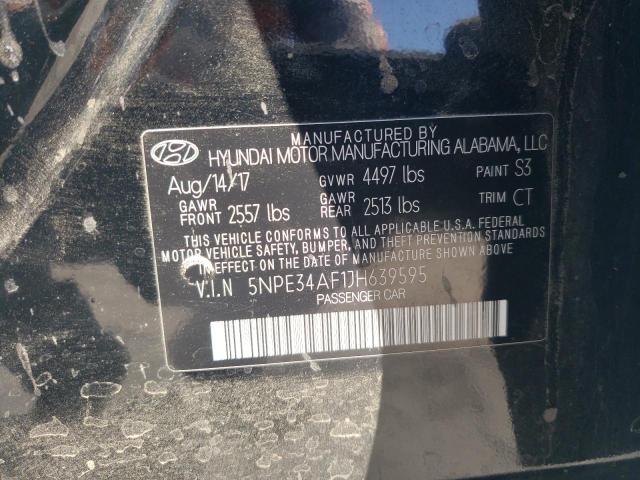 MANUFACTURED BY
HYUNDAI MOTOR MANUFACTURING ALABAMA, LLC
Aug/14/17 GVWR 4497 lbs PAINT S3
GAWR FRONT 2557 lbs GAWR REAR 2513 lbs TRIM CT
THIS VEHICLE CONFORMS TO ALL APPLICABLE U.S.A. FEDERAL
MOTOR VEHICLE SAFETY, BUMPER, AND THEFT PREVENTION STANDARDS
IN EFFECT ON THE DATE OF MANUFACTURE SHOWN ABOVE.
V.I.N 5NPE34AF1JH639595
PASSENGER CAR